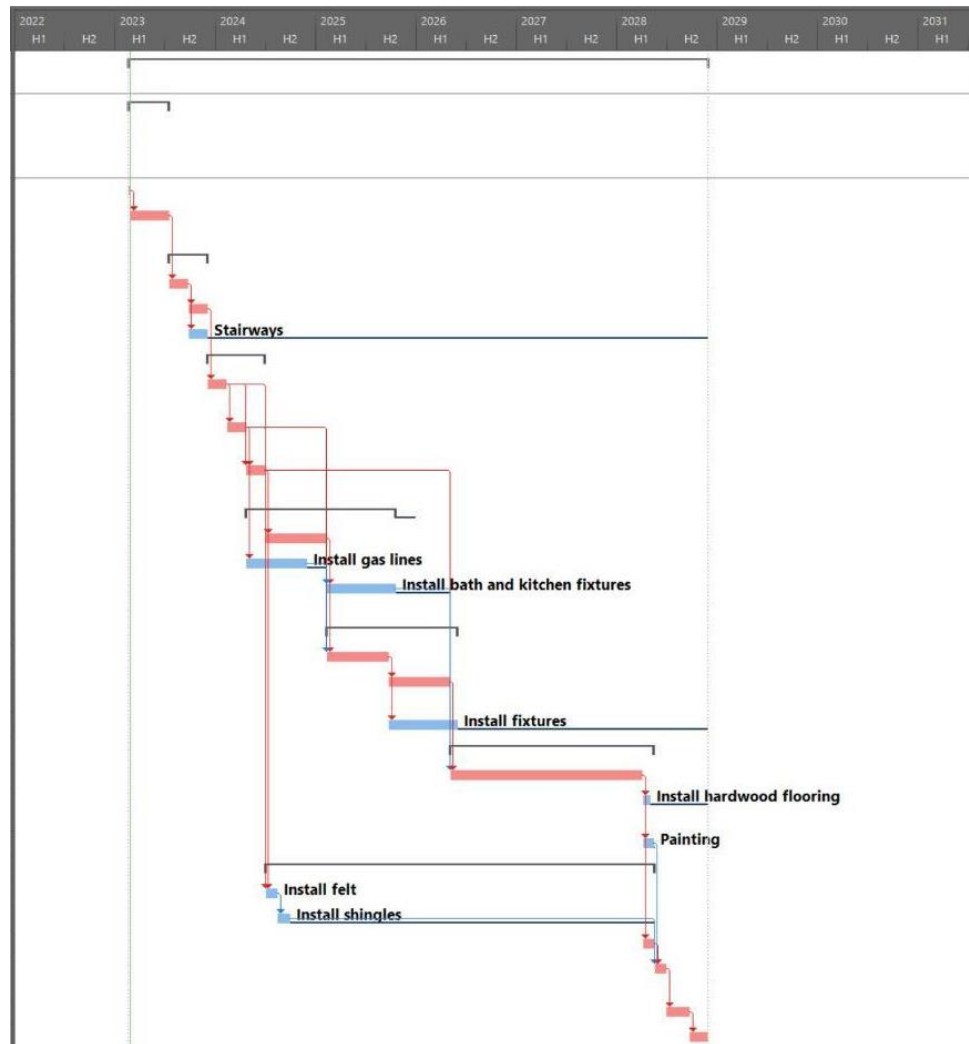 2022 2023 2024 2025 2026 2027 2028 2029 2030 2031
H1 H2 H1 H2 H1 H2 H1 H2 H1 H2 H1 H2 H1 H2 H1 H2 H1 H2 H1
Stairways
Install gas lines
Install bath and kitchen fixtures
Install fixtures
Install hardwood flooring
Painting
Install felt
Install shingles